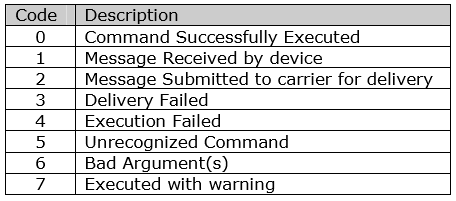 Code Description
0 Command Successfully Executed
1 Message Received by device
2 Message Submitted to carrier for delivery
3 Delivery Failed
4 Execution Failed
5 Unrecognized Command
6 Bad Argument(s)
7 Executed with warning